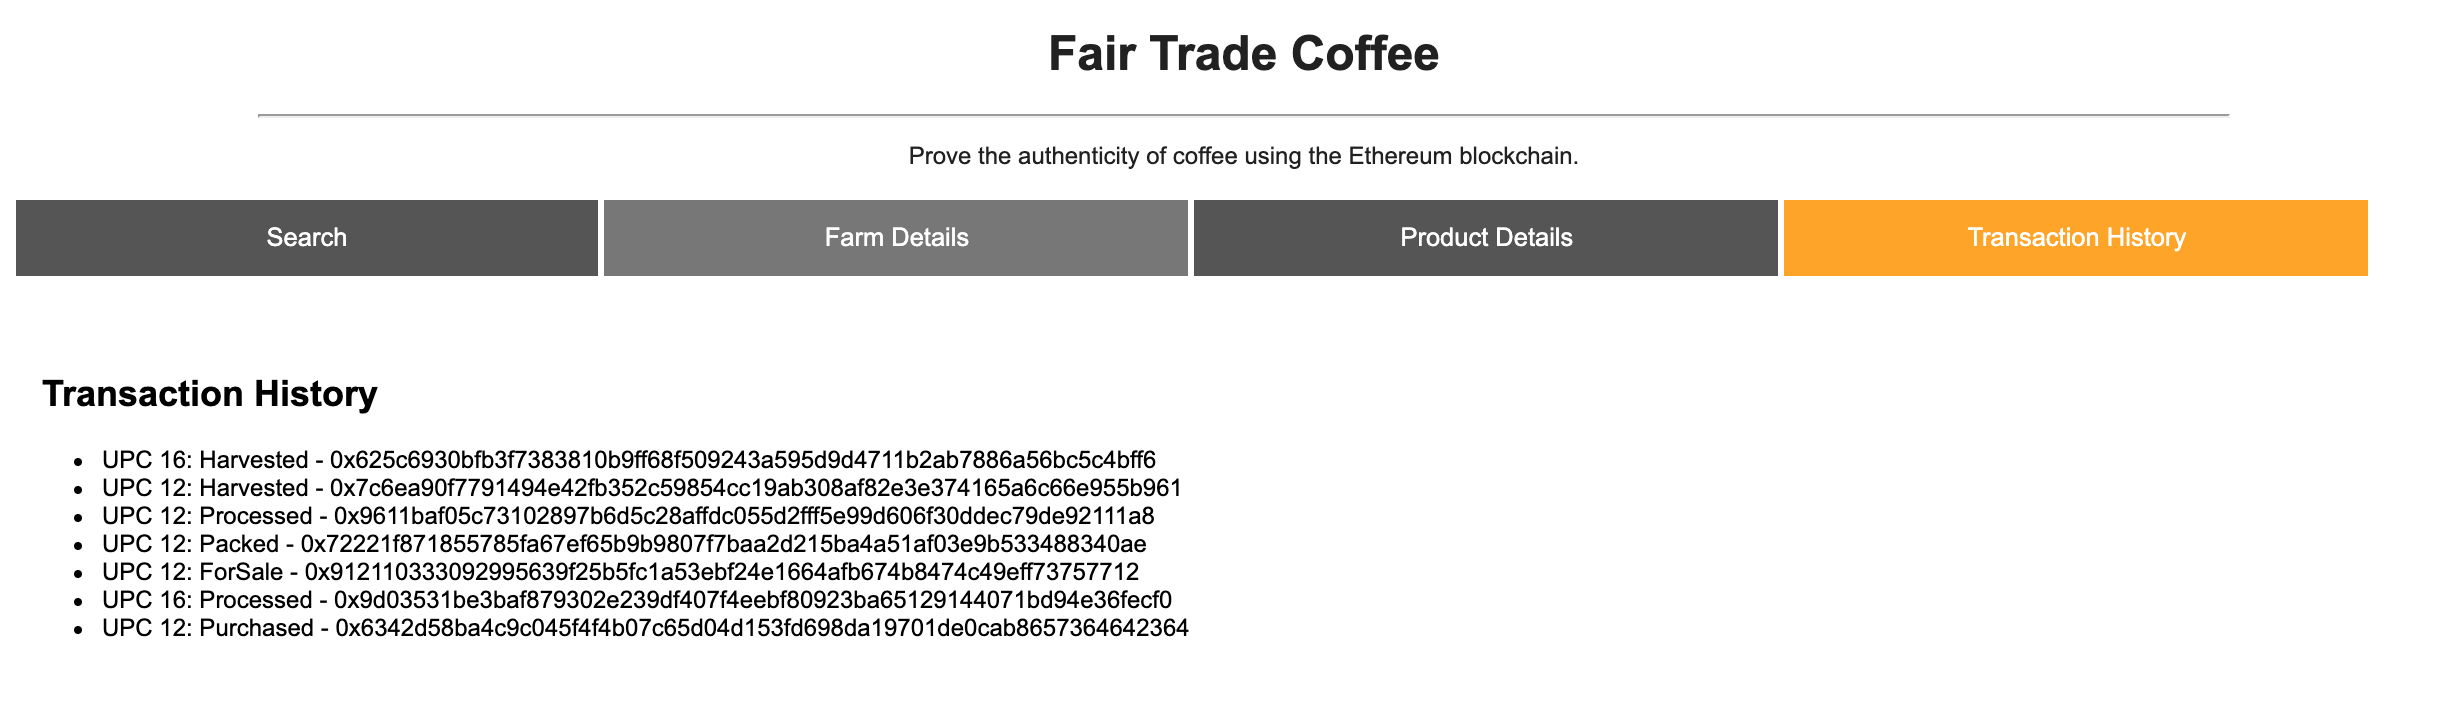 Fair Trade Coffee
Prove the authenticity of coffee using the Ethereum blockchain.
Search
Farm Details
Product Details
Transaction History
Transaction History
UPC 16: Harvested - 0x625c6930bfb3f7383810b9ff68f509243a595d9d4711b2ab7886a56bc5c4bff6
UPC 12: Harvested - 0x7c6ea90f7791494e42fb352c59854cc19ab308af82e3e374165a6c66e955b961
UPC 12: Processed - 0x9611baf05c73102897b6d5c28affdc055d2fff5e99d606f30ddec79de92111a8
UPC 12: Packed - 0x72221f871855785fa67ef65b9b9807f7baa2d215ba4a51af03e9b533488340ae
UPC 12: ForSale - 0x912110333092995639f25b5fc1a53ebf24e1664afb674b8474c49eff73757712
UPC 16: Processed - 0x9d03531be3baf879302e239df407f4eebf80923ba65129144071bd94e36fecf0
UPC 12: Purchased - 0x6342d58ba4c9c045f4f4b07c65d04d153fd698da19701de0cab8657364642364